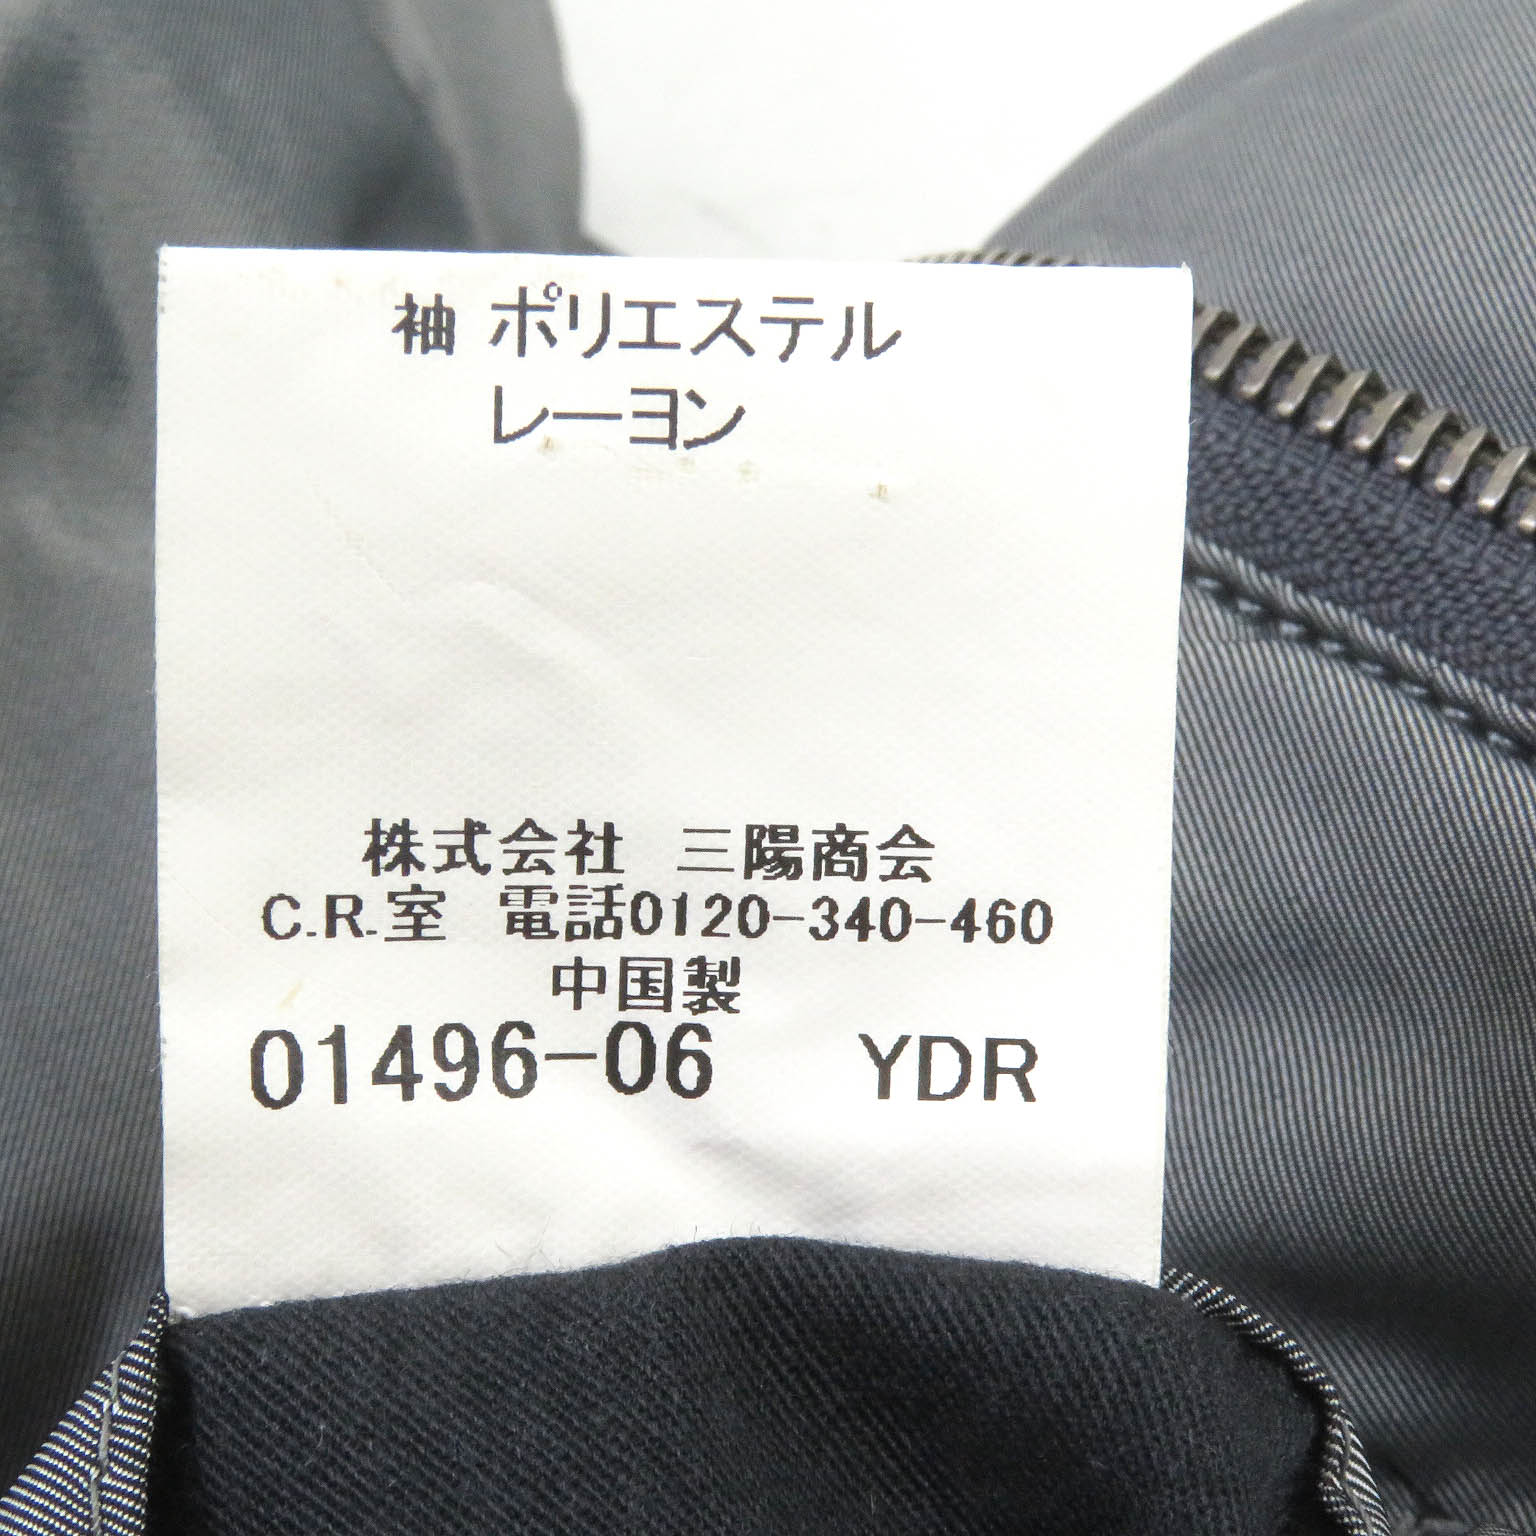 袖 ポリエステル
レーヨン
株式会社 三陽商会
C.R.室 電話0120-340-460
中国製
01496-06 YDR